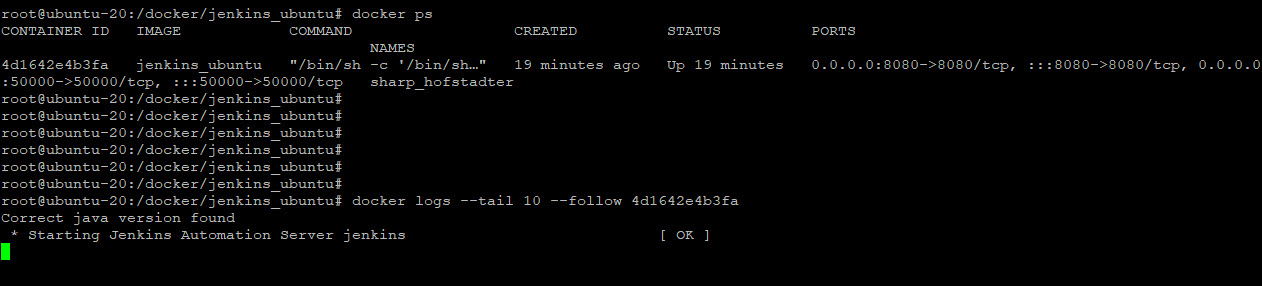 root@ubuntu-20:/docker/jenkins_ubuntu# docker ps
CONTAINER ID   IMAGE            COMMAND                  CREATED          STATUS          PORTS
                                         NAMES
4d1642e4b3fa   jenkins_ubuntu   "/bin/sh -c '/bin/sh…"   19 minutes ago   Up 19 minutes   0.0.0.0:8080->8080/tcp, :::8080->8080/tcp, 0.0.0.0
:50000->50000/tcp, :::50000->50000/tcp   sharp_hofstadter
root@ubuntu-20:/docker/jenkins_ubuntu#
root@ubuntu-20:/docker/jenkins_ubuntu#
root@ubuntu-20:/docker/jenkins_ubuntu#
root@ubuntu-20:/docker/jenkins_ubuntu#
root@ubuntu-20:/docker/jenkins_ubuntu#
root@ubuntu-20:/docker/jenkins_ubuntu#
root@ubuntu-20:/docker/jenkins_ubuntu# docker logs --tail 10 --follow 4d1642e4b3fa
Correct java version found
 * Starting Jenkins Automation Server jenkins                            [ OK ]